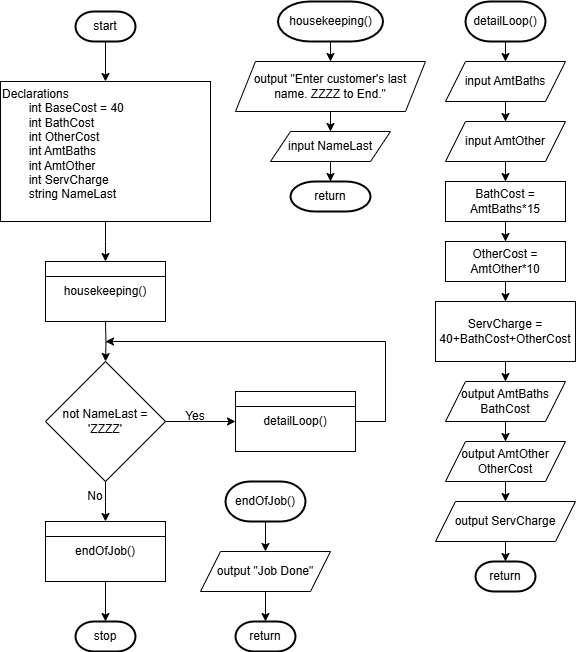 start
Declarations
int BaseCost = 40
int BathCost
int OtherCost
int AmtBaths
int AmtOther
int ServCharge
string NameLast
housekeeping()
not NameLast =
'ZZZZ'
Yes
detailLoop()
No
endOfJob()
stop
housekeeping()
output "Enter customer's last
name. ZZZZ to End."
input NameLast
return
endOfJob()
output "Job Done"
return
detailLoop()
input AmtBaths
input AmtOther
BathCost =
AmtBaths*15
OtherCost =
AmtOther*10
ServCharge =
40+BathCost+OtherCost
output AmtBaths
BathCost
output AmtOther
OtherCost
output ServCharge
return